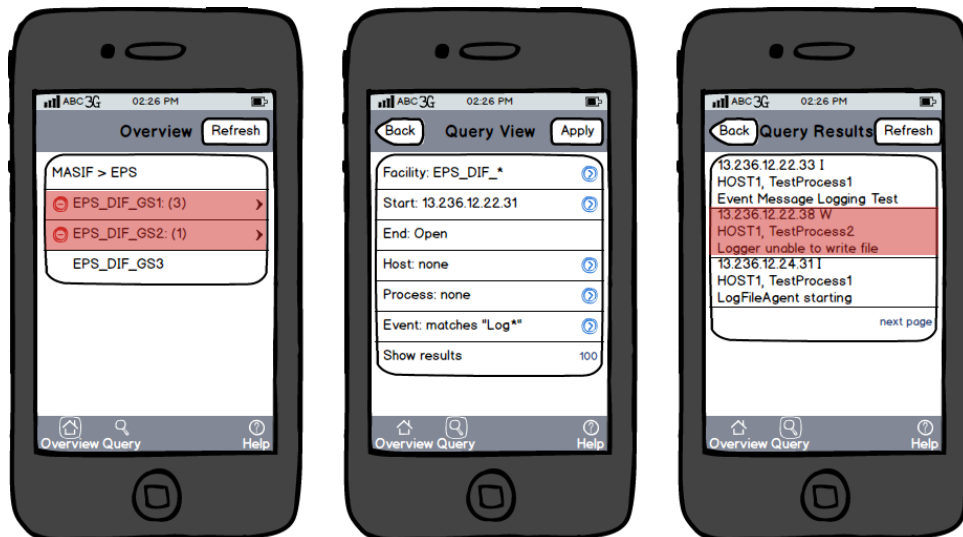 ABC 3G 02:26 PM
Overview Refresh
MASIF > EPS
EPS_DIF_GS1: (3)
EPS_DIF_GS2: (1)
EPS_DIF_GS3
Overview Query Help
ABC 3G 02:26 PM
Back Query View Apply
Facility: EPS_DIF_*
Start: 13.236.12.22.31
End: Open
Host: none
Process: none
Event: matches "Log*"
Show results 100
Overview Query Help
ABC 3G 02:26 PM
Back Query Results Refresh
13.236.12.22.33 I
HOST1, TestProcess1
Event Message Logging Test
13.236.12.22.38 W
HOST1, TestProcess2
Logger unable to write file
13.236.12.24.31 I
HOST1, TestProcess1
LogFileAgent starting
next page
Overview Query Help